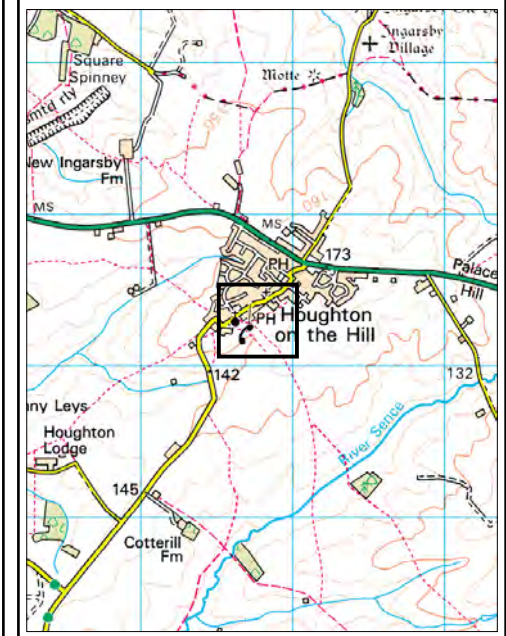 Ingarsby
Village
Square
Spinney
Motte
mtd rly
150
New Ingarsby
Fm
160
MS
MS
PH
173
Palace
Hill
PH
Houghton
on the Hill
142
132
ny Leys
Houghton
Lodge
River Sence
145
Cotterill
Fm